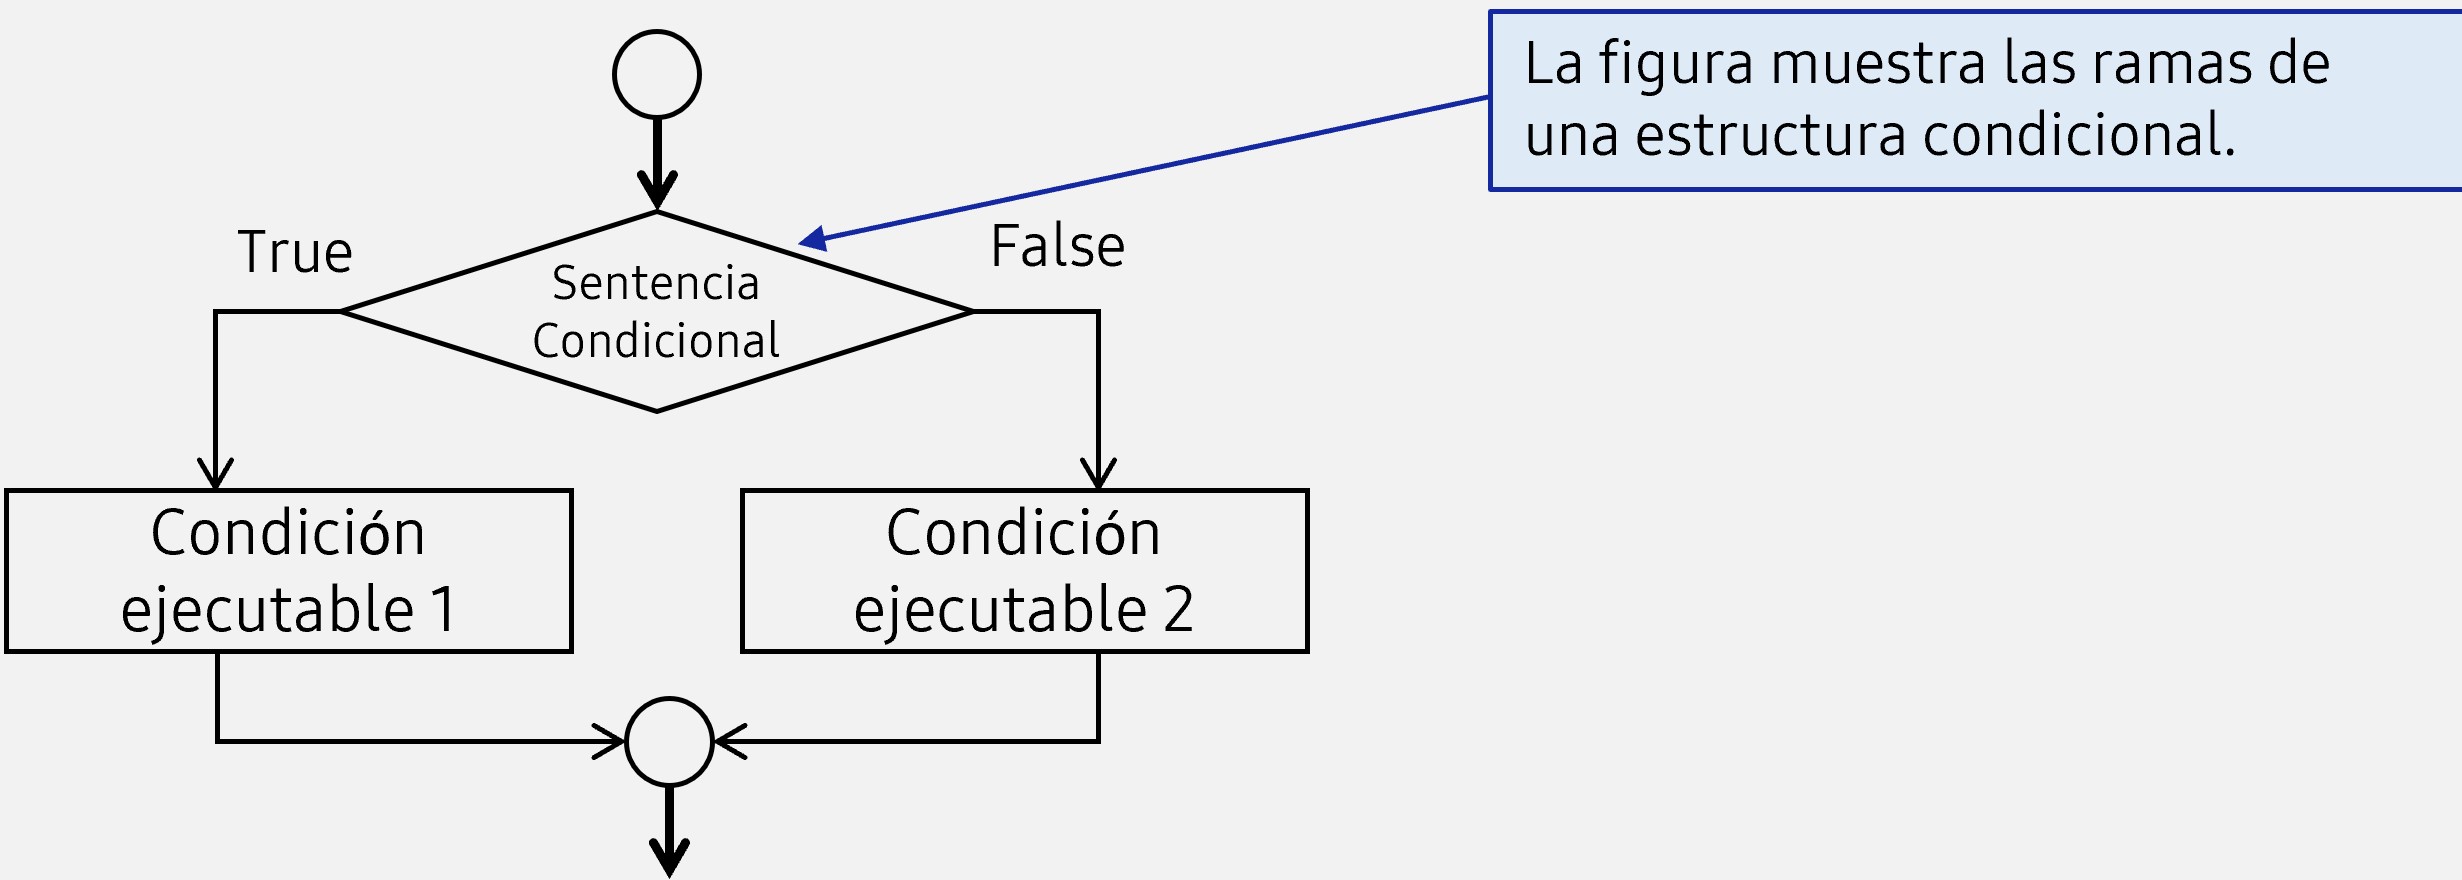 La figura muestra las ramas de
una estructura condicional.
True
False
Sentencia
Condicional
Condición
ejecutable 1
Condición
ejecutable 2